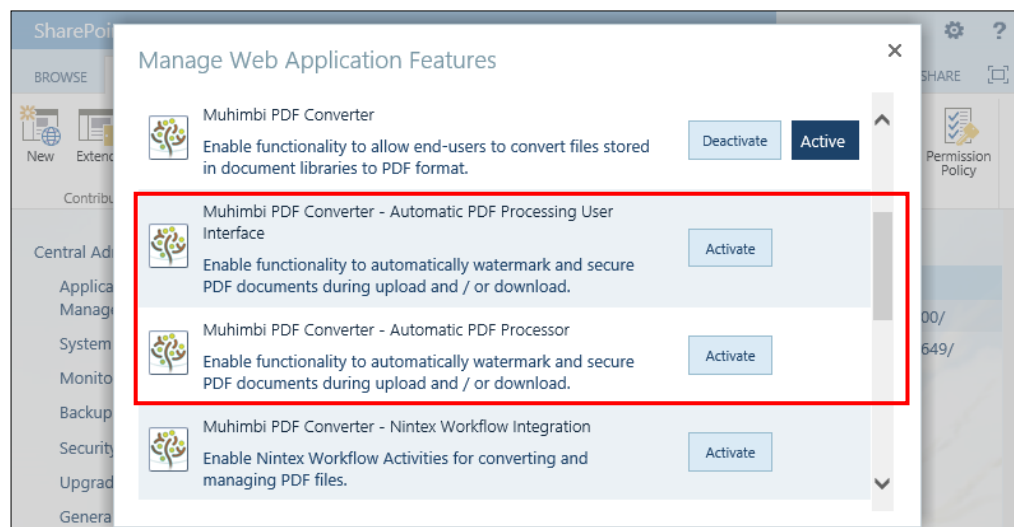 SharePoi
BROWSE
SHARE
New
Extend
Contribu
Permission
Policy
Central Ad
Applica
Manage
System
Monito
Backup
Security
Upgrad
Genera
00/
649/
Manage Web Application Features
Muhimbi PDF Converter
Enable functionality to allow end-users to convert files stored
in document libraries to PDF format.
Deactivate
Active
Muhimbi PDF Converter - Automatic PDF Processing User
Interface
Enable functionality to automatically watermark and secure
PDF documents during upload and / or download.
Activate
Muhimbi PDF Converter - Automatic PDF Processor
Enable functionality to automatically watermark and secure
PDF documents during upload and / or download.
Activate
Muhimbi PDF Converter - Nintex Workflow Integration
Enable Nintex Workflow Activities for converting and
managing PDF files.
Activate